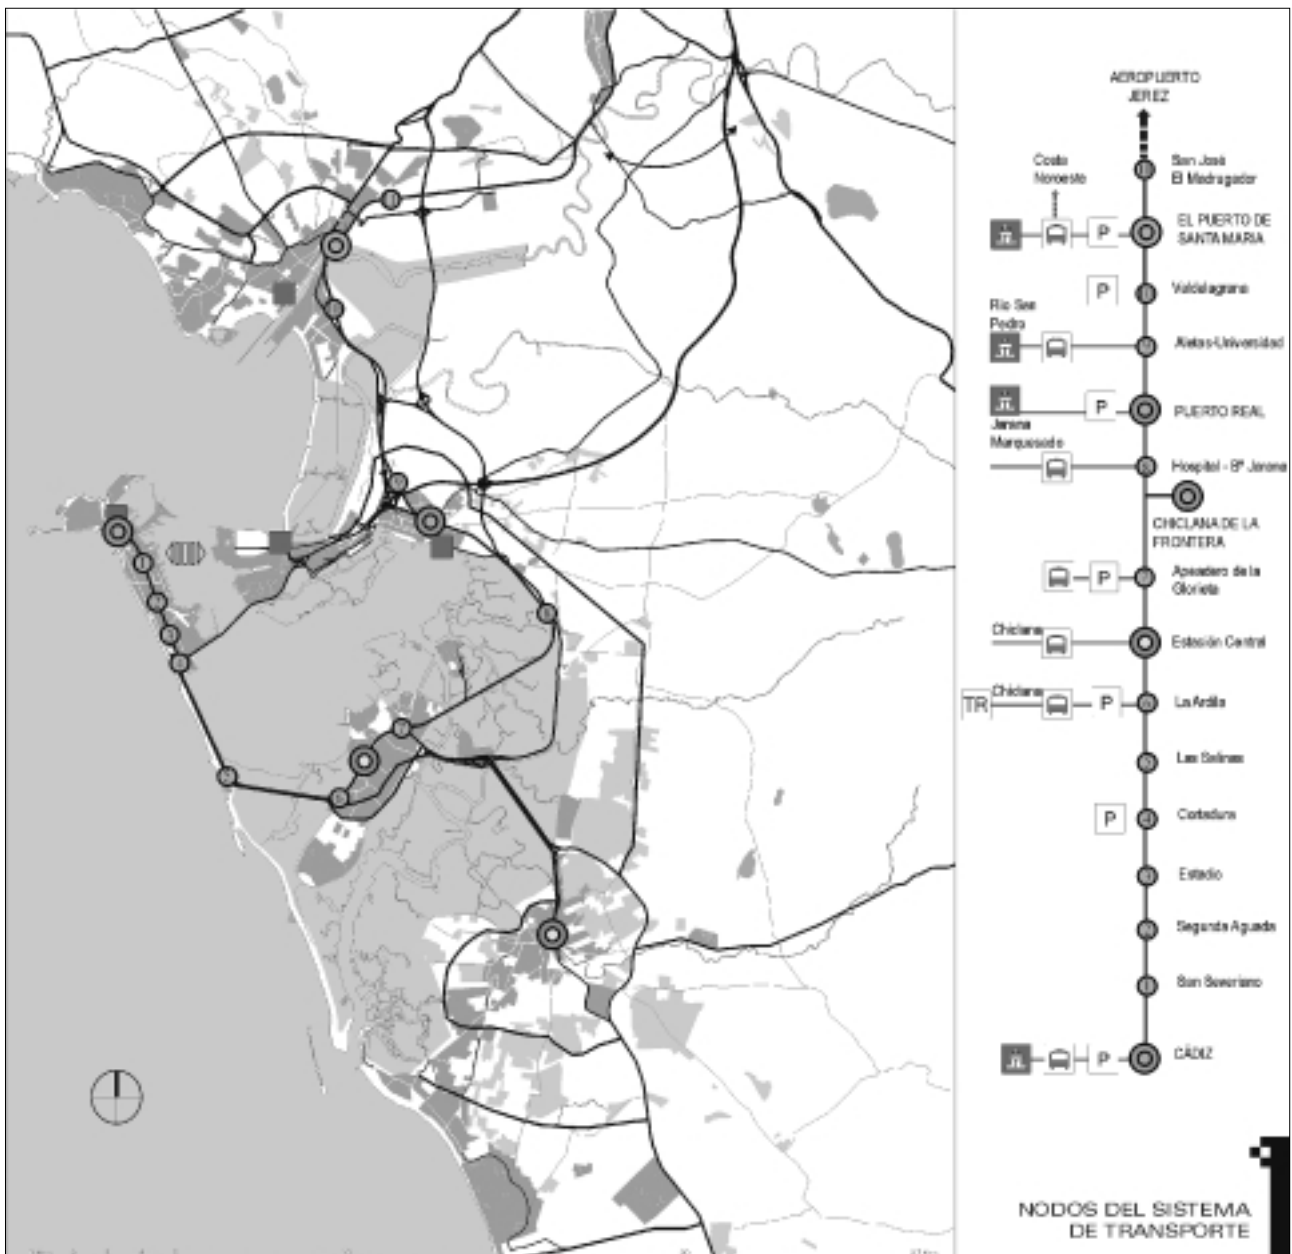 AEROPUERTO
JEREZ
San José
El Madrugador
Costa
Noroeste
P
EL PUERTO DE
SANTA MARIA
P
Valdelagrana
Río San
Pedro
Aletas-Universidad
P
PUERTO REAL
Jarana
Marquesado
Hospital - Bª Jarana
CHICLANA DE LA
FRONTERA
P
Apeadero de la
Glorieta
Chiclana
Estación Central
TR
Chiclana
P
La Ardila
Las Salinas
P
Cortadura
Estadio
Segunda Aguada
San Severiano
P
CÁDIZ
NODOS DEL SISTEMA
DE TRANSPORTE